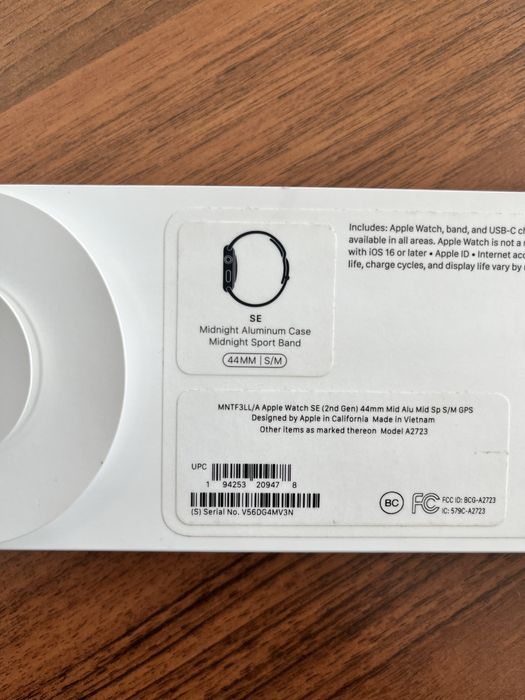 SE
Midnight Aluminum Case
Midnight Sport Band
44MM | S/M
Includes: Apple Watch, band, and USB-C
available in all areas. Apple Watch is not a
with iOS 16 or later • Apple ID • Internet
life, charge cycles, and display life vary by
MNTF3LL/A Apple Watch SE (2nd Gen) 44mm Mid Alu Mid Sp S/M GPS
Designed by Apple in California Made in Vietnam
Other items as marked thereon Model A2723
UPC
1 94253 20947 8
(S) Serial No. V56DG4MV3N
BC
FC
FCC ID: BCG-A2723
IC: 579C-A2723